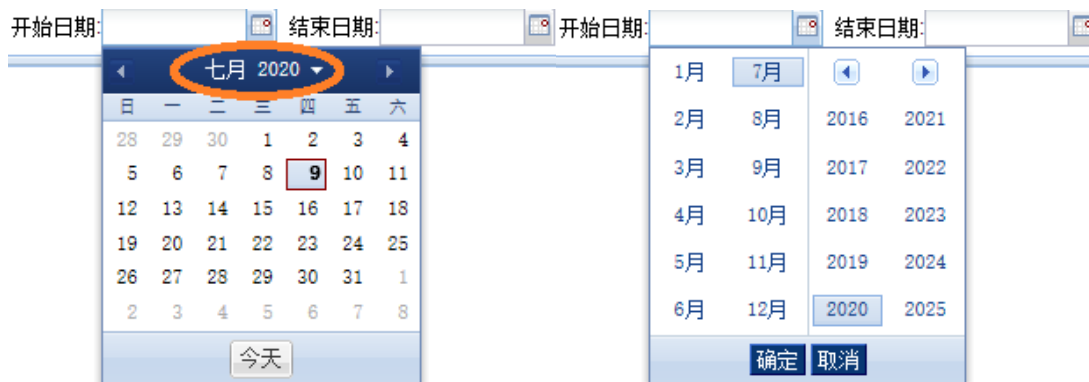 开始日期: 结束日期: 开始日期: 结束日期:
七月 2020
日 一 二 三 四 五 六
28 29 30 1 2 3 4
5 6 7 8 9 10 11
12 13 14 15 16 17 18
19 20 21 22 23 24 25
26 27 28 29 30 31 1
2 3 4 5 6 7 8
今天
1月 7月
2月 8月 2016 2021
3月 9月 2017 2022
4月 10月 2018 2023
5月 11月 2019 2024
6月 12月 2020 2025
确定 取消